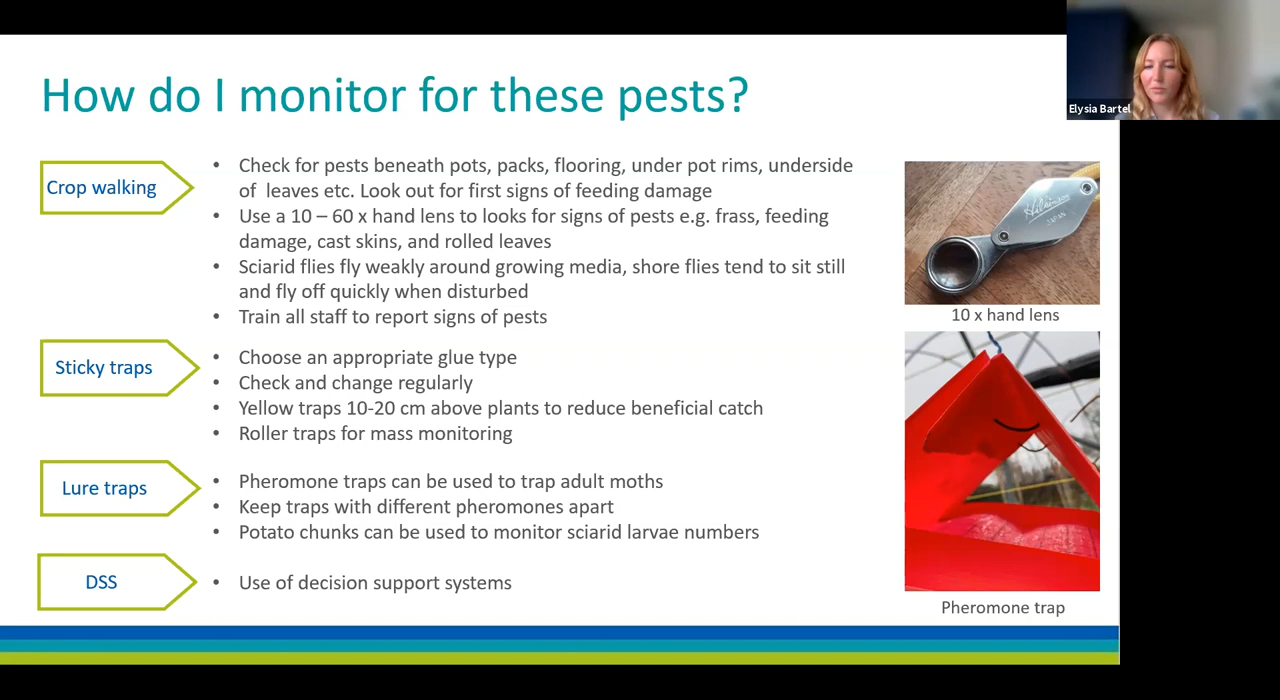 How do I monitor for these pests?
Elysia Bartel
Crop walking
• Check for pests beneath pots, packs, flooring, under pot rims, underside
of leaves etc. Look out for first signs of feeding damage
• Use a 10 – 60 x hand lens to looks for signs of pests e.g. frass, feeding
damage, cast skins, and rolled leaves
• Sciarid flies fly weakly around growing media, shore flies tend to sit still
and fly off quickly when disturbed
• Train all staff to report signs of pests
Sticky traps
• Choose an appropriate glue type
• Check and change regularly
• Yellow traps 10-20 cm above plants to reduce beneficial catch
• Roller traps for mass monitoring
Lure traps
• Pheromone traps can be used to trap adult moths
• Keep traps with different pheromones apart
• Potato chunks can be used to monitor sciarid larvae numbers
DSS
• Use of decision support systems
JAPAN
10 x hand lens
Pheromone trap